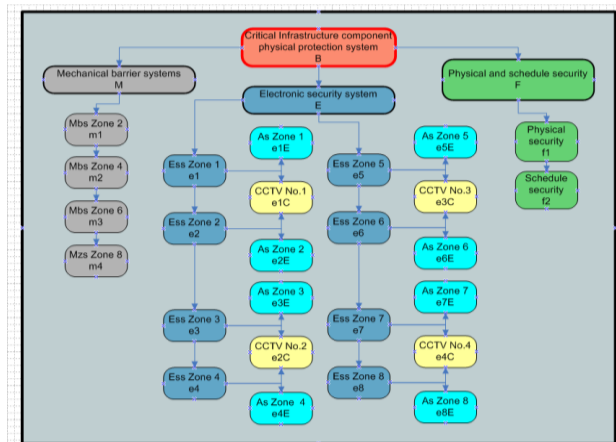 Critical Infrastructure component
physical protection system
B
Mechanical barrier systems
M
Electronic security system
E
Physical and schedule security
F
Mbs Zone 2
m1
Mbs Zone 4
m2
Mbs Zone 6
m3
Mzs Zone 8
m4
Ess Zone 1
e1
Ess Zone 2
e2
Ess Zone 3
e3
Ess Zone 4
e4
As Zone 1
e1E
CCTV No.1
e1C
As Zone 2
e2E
As Zone 3
e3E
CCTV No.2
e2C
As Zone 4
e4E
Ess Zone 5
e5
Ess Zone 6
e6
Ess Zone 7
e7
Ess Zone 8
e8
As Zone 5
e5E
CCTV No.3
e3C
As Zone 6
e6E
As Zone 7
e7E
CCTV No.4
e4C
As Zone 8
e8E
Physical
security
f1
Schedule
security
f2